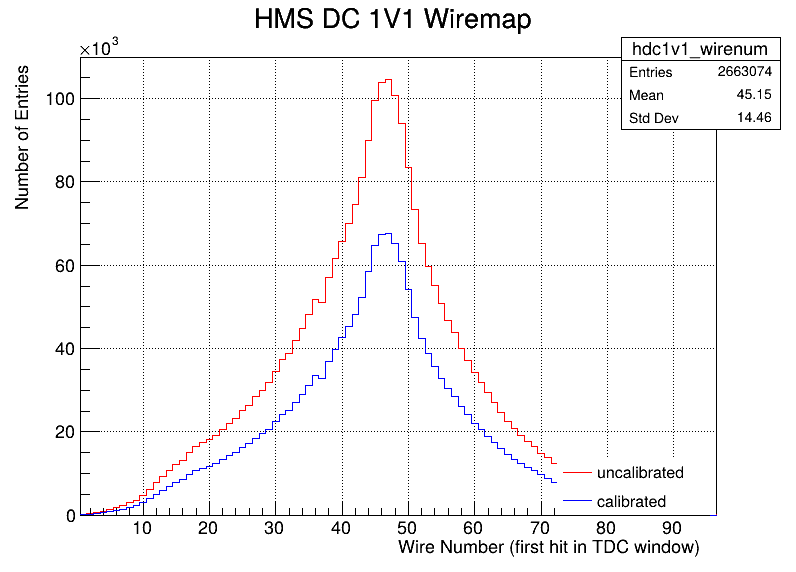 HMS DC 1V1 Wiremap
×10³
hdc1v1_wirenum
Entries 2663074
Mean 45.15
Std Dev 14.46
Number of Entries
100
80
60
40
20
0
10 20 30 40 50 60 70 80 90
uncalibrated
calibrated
Wire Number (first hit in TDC window)